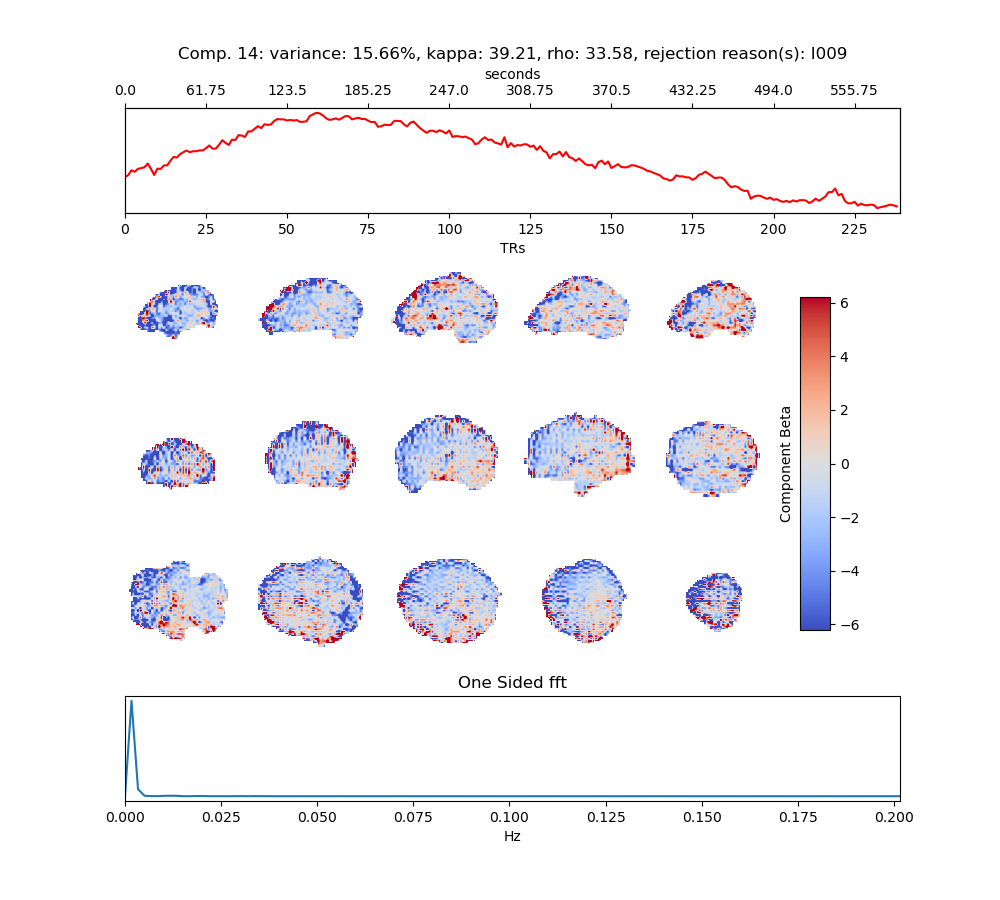 Comp. 14: variance: 15.66%, kappa: 39.21, rho: 33.58, rejection reason(s): I009
seconds
0.0 61.75 123.5 185.25 247.0 308.75 370.5 432.25 494.0 555.75
0 25 50 75 100 125 150 175 200 225
TRs
6
4
2
0
−2
−4
−6
Component Beta
One Sided fft
0.000 0.025 0.050 0.075 0.100 0.125 0.150 0.175 0.200
Hz